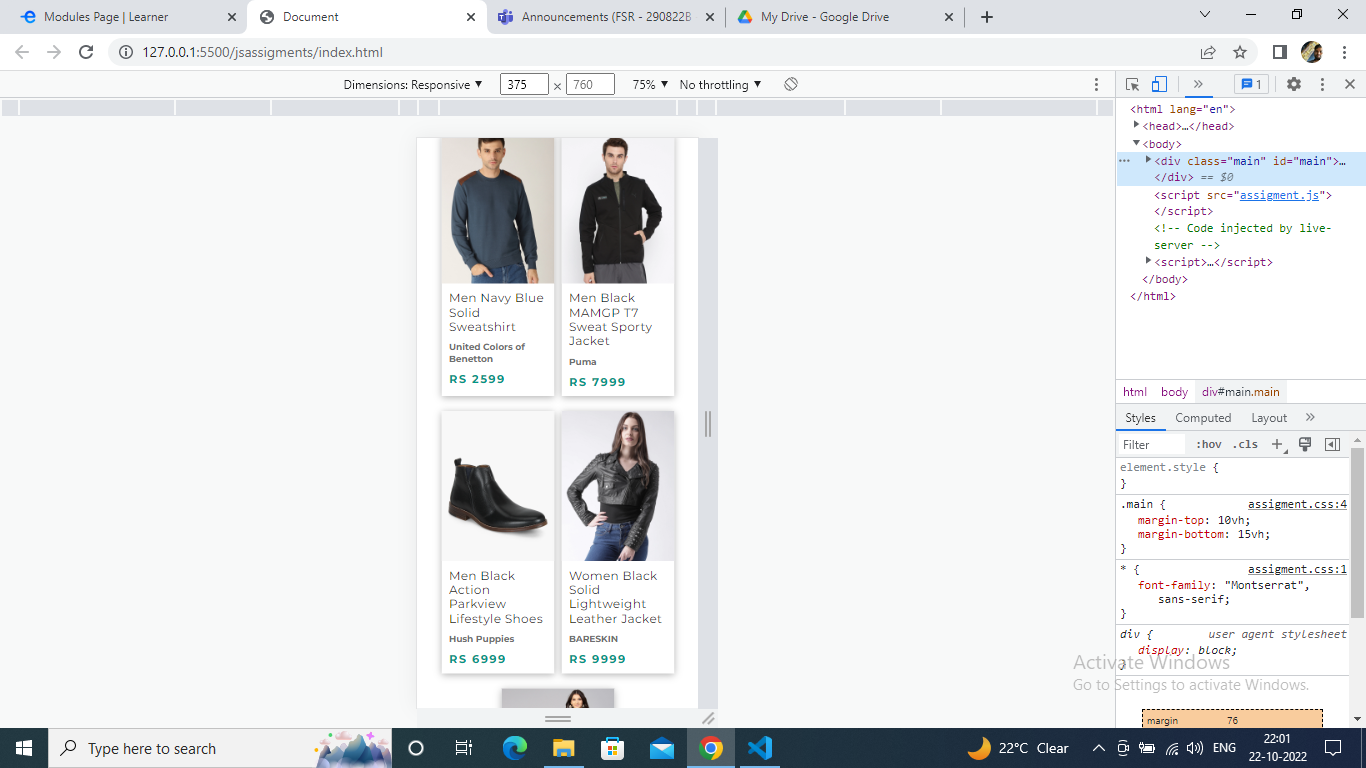 Modules Page | Learner
Document
Announcements (FSR - 290822B
My Drive - Google Drive
127.0.0.1:5500/jsassigments/index.html
Dimensions: Responsive
375
×
760
75%
No throttling
1
<html lang="en">
<head>…</head>
<body>
<div class="main" id="main">…
</div> == $0
<script src="assigment.js">
</script>
<!-- Code injected by live-
server -->
<script>…</script>
</body>
</html>
Men Navy Blue
Solid
Sweatshirt
United Colors of
Benetton
RS 2599
Men Black
MAMGP T7
Sweat Sporty
Jacket
Puma
RS 7999
Men Black
Action
Parkview
Lifestyle Shoes
Hush Puppies
RS 6999
Women Black
Solid
Lightweight
Leather Jacket
BARESKIN
RS 9999
html
body
div#main.main
Styles
Computed
Layout
Filter
:hov
.cls
element.style {
}
.main {
assigment.css:4
margin-top: 10vh;
margin-bottom: 15vh;
}
* {
assigment.css:1
font-family: "Montserrat",
sans-serif;
}
div {
user agent stylesheet
display: block;
}
margin
76
Activate Windows
Go to Settings to activate Windows.
Type here to search
22°C Clear
ENG
22:01
22-10-2022